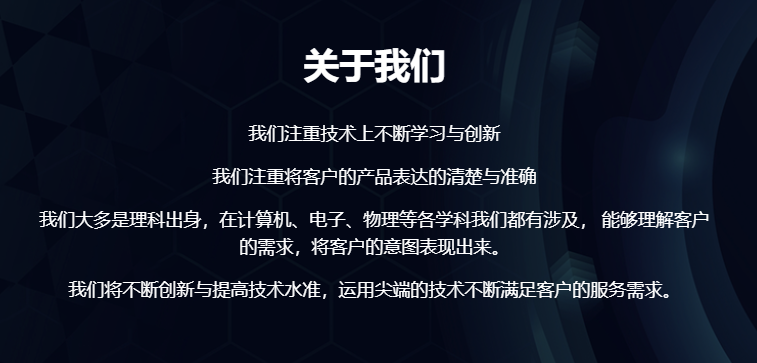 关于我们
我们注重技术上不断学习与创新
我们注重将客户的产品表达的清楚与准确
我们大多是理科出身，在计算机、电子、物理等各学科我们都有涉及， 能够理解客户
的需求，将客户的意图表现出来。
我们将不断创新与提高技术水准，运用尖端的技术不断满足客户的服务需求。